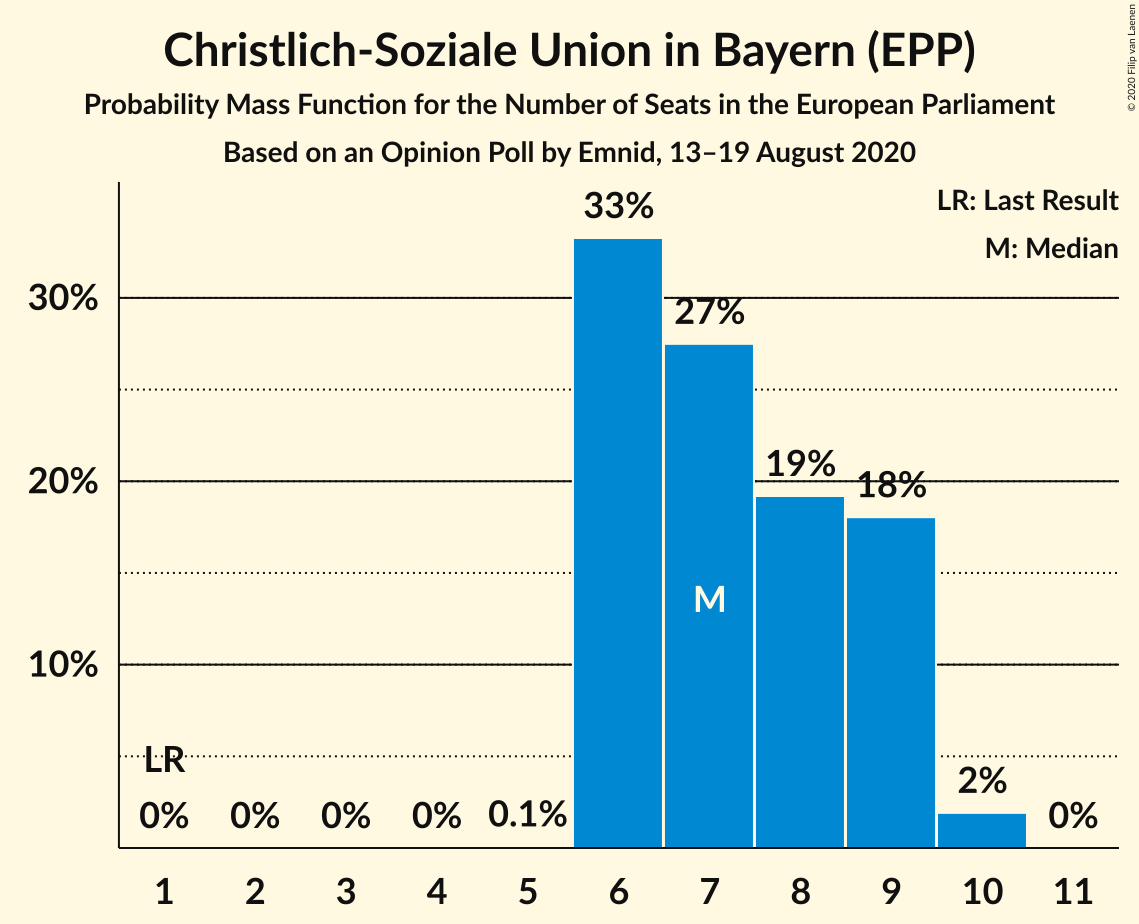 Christlich-Soziale Union in Bayern (EPP)
Probability Mass Function for the Number of Seats in the European Parliament
Based on an Opinion Poll by Emnid, 13–19 August 2020
© 2020 Filip van Laenen
LR: Last Result
M: Median
33%
30%
27%
20%
19%
18%
M
10%
LR
0%
0%
0%
0%
0.1%
2%
0%
1 2 3 4 5 6 7 8 9 10 11